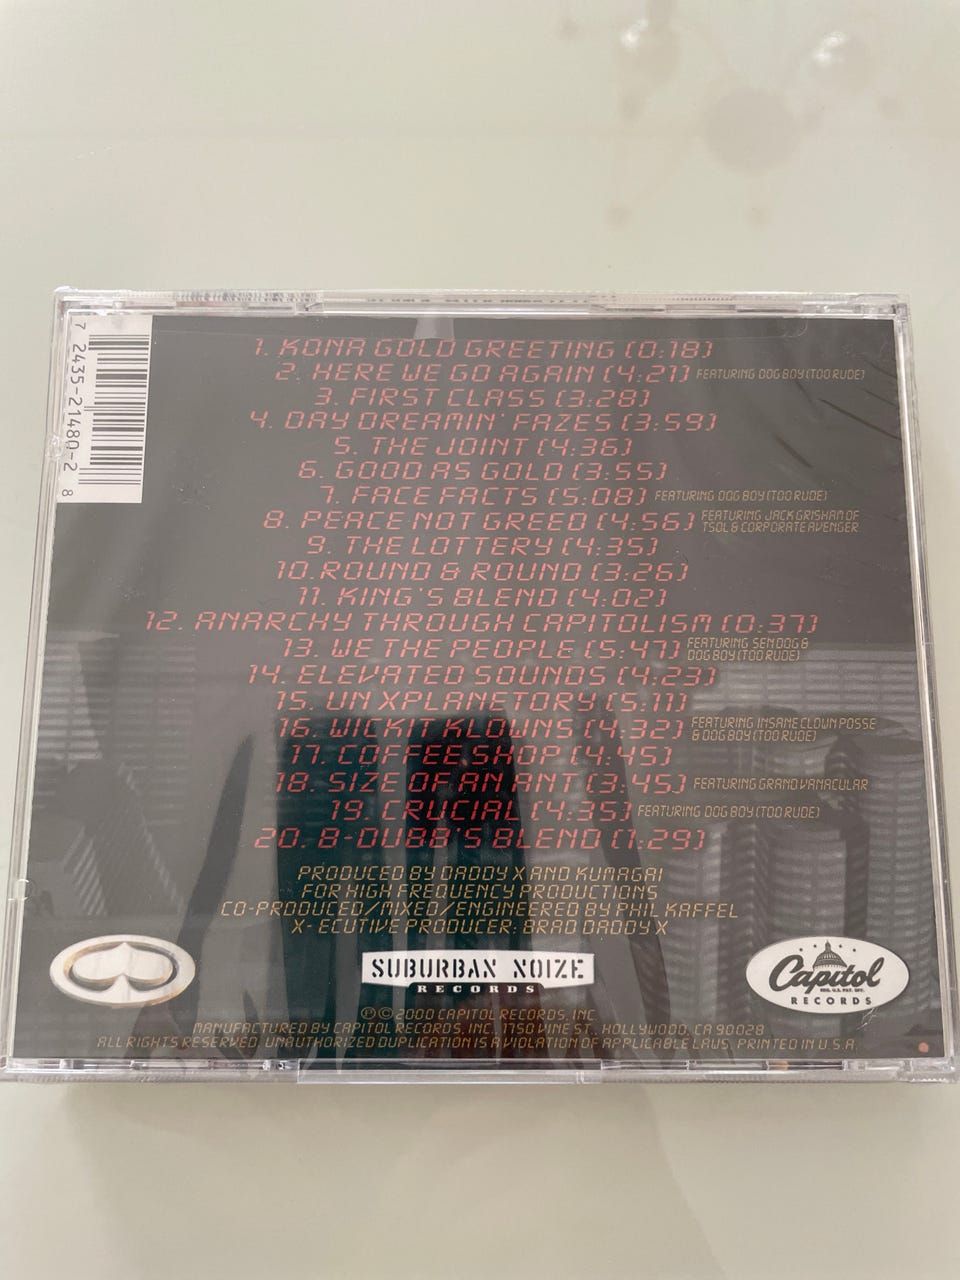 7 2435-21480-2 8
1. KONA GOLD GREETING (0:18)
2. HERE WE GO AGAIN (4:27) FEATURING DOG BOY (TOO RUDE)
3. FIRST CLASS (3:28)
4. DAY DREAMIN' FAZES (3:59)
5. THE JOINT (4:36)
6. GOOD AS GOLD (3:55)
7. FACE FACTS (5:08) FEATURING DOG BOY (TOO RUDE)
8. PEACE NOT GREED (4:56) FEATURING JACK GRISHAM OF
TSOL & CORPORATE AVENGER
9. THE LOTTERY (4:35)
10. ROUND & ROUND (3:26)
11. KING'S BLEND (4:02)
12. ANARCHY THROUGH CAPITOLISM (0:37)
13. WE THE PEOPLE (5:47) FEATURING SEN DOG &
DOG BOY (TOO RUDE)
14. ELEVATED SOUNDS (4:23)
15. UN XPLANETORY (5:11)
16. WICKIT KLOWNS (4:32) FEATURING INSANE CLOWN POSSE
& DOG BOY (TOO RUDE)
17. COFFEE SHOP (4:45)
18. SIZE OF AN ANT (3:45) FEATURING GRAND VANACULAR
19. CRUCIAL (4:35) FEATURING DOG BOY (TOO RUDE)
20. B-DUBB'S BLEND (1:29)
PRODUCED BY DADDY X AND KUMAGAI
FOR HIGH FREQUENCY PRODUCTIONS
CO-PRODUCED/MIXED/ENGINEERED BY PHIL KAFFEL
X-ECUTIVE PRODUCER: BRAD DADDY X
SUBURBAN NOIZE
RECORDS
Capitol
REG. U.S. PAT. OFF.
RECORDS
℗©2000 CAPITOL RECORDS, INC.
MANUFACTURED BY CAPITOL RECORDS, INC., 1750 VINE ST., HOLLYWOOD, CA 90028
ALL RIGHTS RESERVED. UNAUTHORIZED DUPLICATION IS A VIOLATION OF APPLICABLE LAWS. PRINTED IN U.S.A.